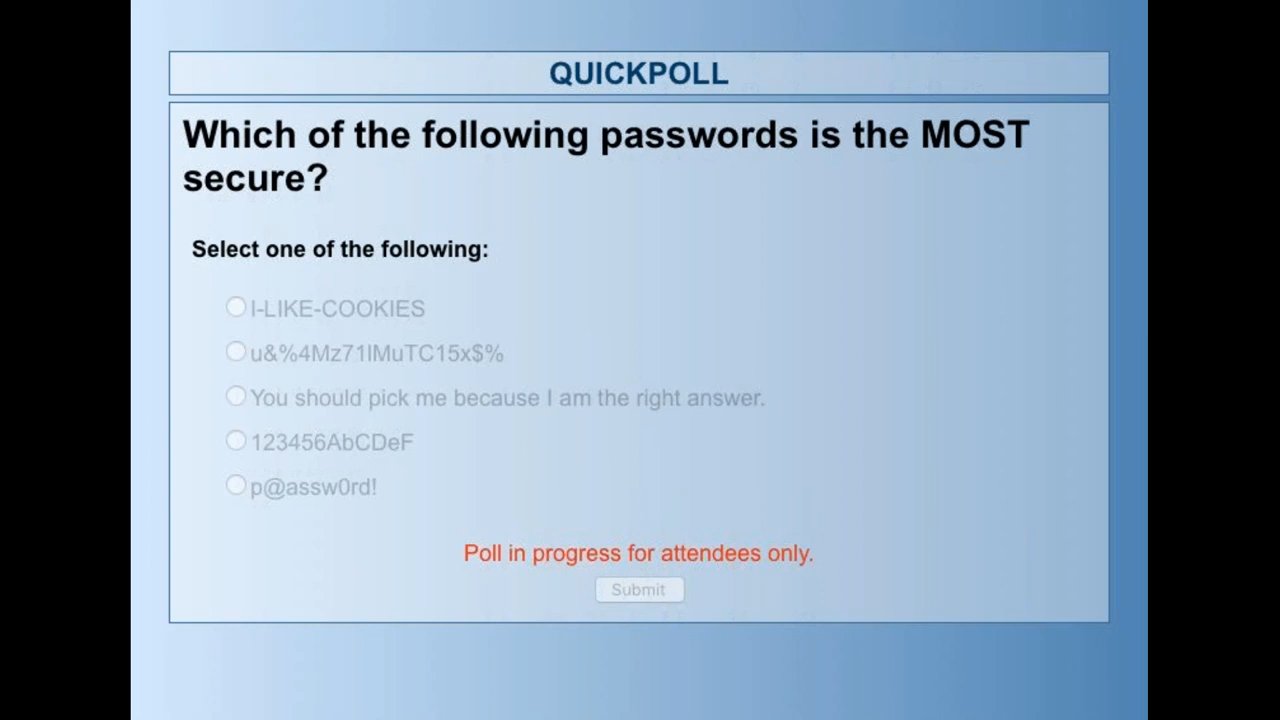 QUICKPOLL
Which of the following passwords is the MOST
secure?
Select one of the following:
I-LIKE-COOKIES
u&%4Mz71lMuTC15x$%
You should pick me because I am the right answer.
123456AbCDeF
p@assw0rd!
Poll in progress for attendees only.
Submit